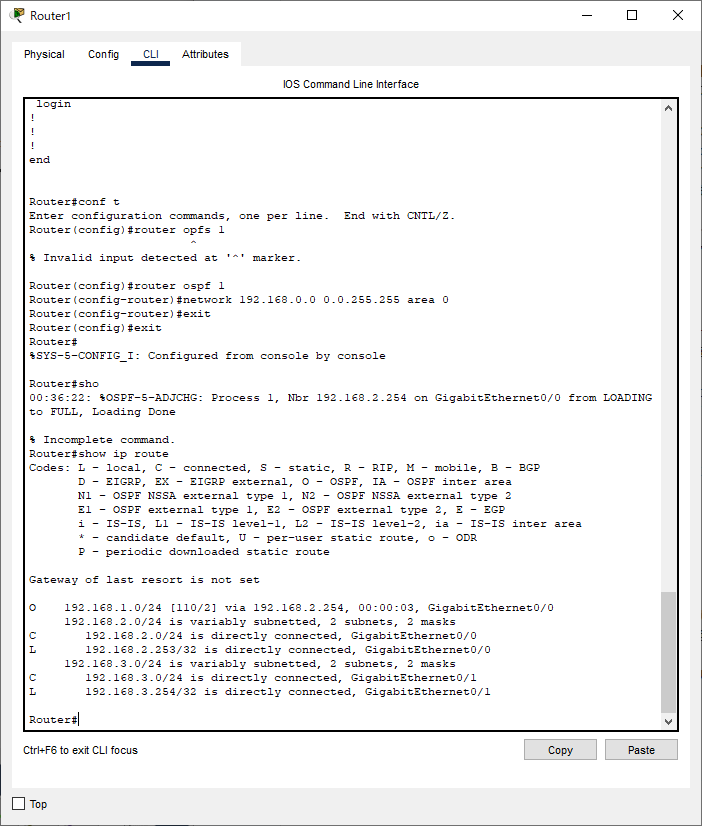 Router1
Physical Config CLI Attributes
IOS Command Line Interface
login
!
!
!
end
Router#conf t
Enter configuration commands, one per line. End with CNTL/Z.
Router(config)#router opfs 1
^
% Invalid input detected at '^' marker.
Router(config)#router ospf 1
Router(config-router)#network 192.168.0.0 0.0.255.255 area 0
Router(config-router)#exit
Router(config)#exit
Router#
%SYS-5-CONFIG_I: Configured from console by console
Router#sho
00:36:22: %OSPF-5-ADJCHG: Process 1, Nbr 192.168.2.254 on GigabitEthernet0/0 from LOADING
to FULL, Loading Done
% Incomplete command.
Router#show ip route
Codes: L - local, C - connected, S - static, R - RIP, M - mobile, B - BGP
D - EIGRP, EX - EIGRP external, O - OSPF, IA - OSPF inter area
N1 - OSPF NSSA external type 1, N2 - OSPF NSSA external type 2
E1 - OSPF external type 1, E2 - OSPF external type 2, E - EGP
i - IS-IS, L1 - IS-IS level-1, L2 - IS-IS level-2, ia - IS-IS inter area
* - candidate default, U - per-user static route, o - ODR
P - periodic downloaded static route
Gateway of last resort is not set
O 192.168.1.0/24 [110/2] via 192.168.2.254, 00:00:03, GigabitEthernet0/0
192.168.2.0/24 is variably subnetted, 2 subnets, 2 masks
C 192.168.2.0/24 is directly connected, GigabitEthernet0/0
L 192.168.2.253/32 is directly connected, GigabitEthernet0/0
192.168.3.0/24 is variably subnetted, 2 subnets, 2 masks
C 192.168.3.0/24 is directly connected, GigabitEthernet0/1
L 192.168.3.254/32 is directly connected, GigabitEthernet0/1
Router#
Ctrl+F6 to exit CLI focus
Copy Paste
Top